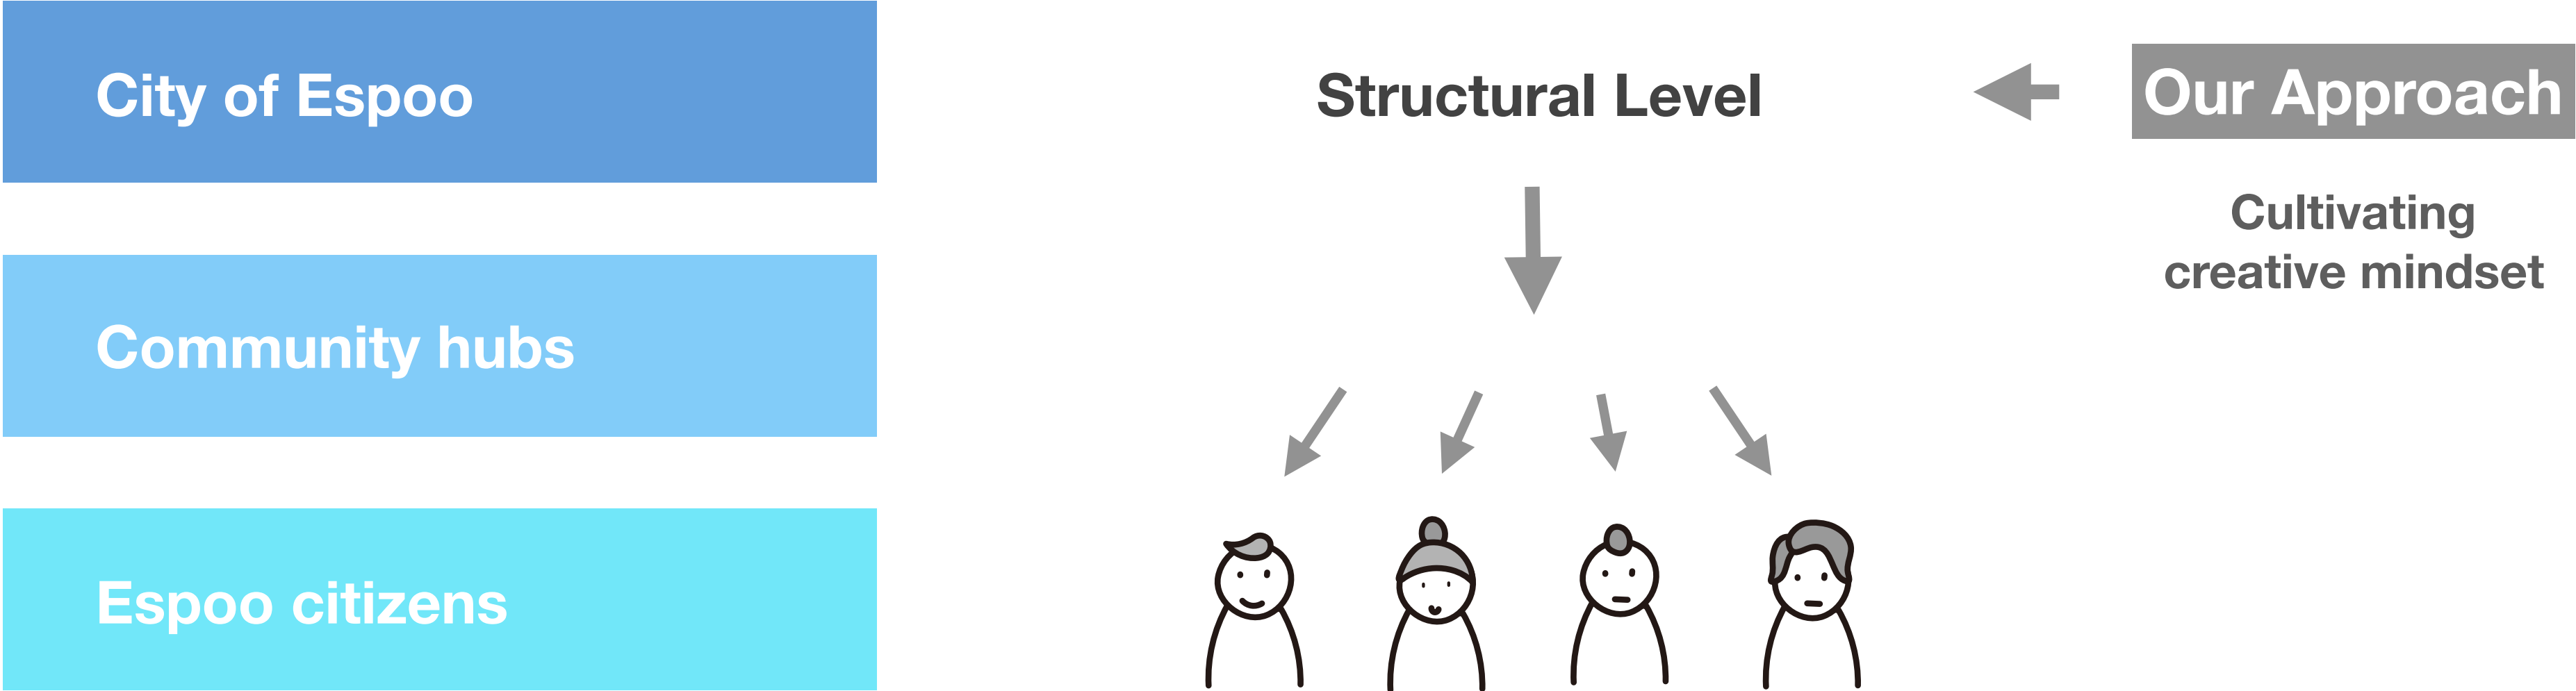 City of Espoo
Structural Level
Our Approach
Cultivating
creative mindset
Community hubs
Espoo citizens